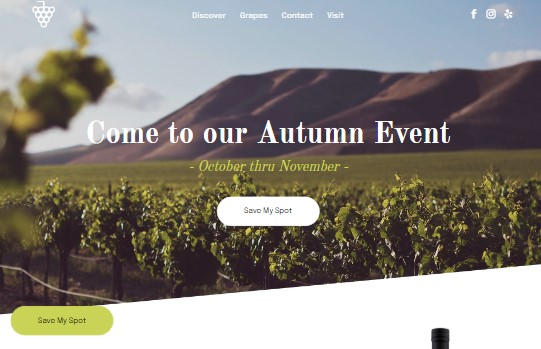 Discover Grapes Contact Visit
Come to our Autumn Event
- October thru November -
Save My Spot
Save My Spot